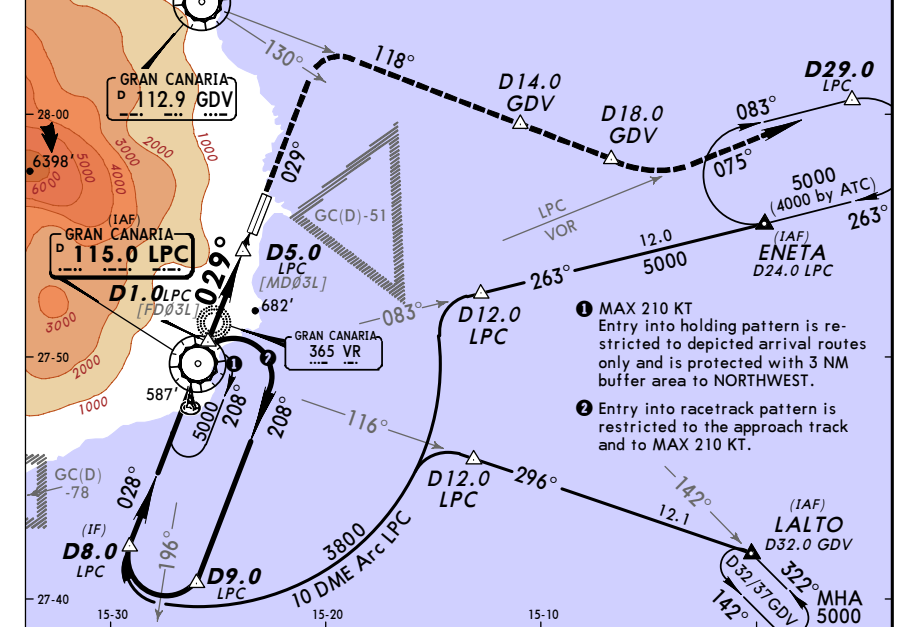 130°
118°
GRAN CANARIA
D 112.9 GDV
D14.0
GDV
D18.0
GDV
D29.0
LPC
28-00
6398'
6000
5000
4000
3000
2000
1000
029°
083°
075°
5000
(4000 by ATC)
263°
GC(D)-51
LPC
VOR
(IAF)
GRAN CANARIA
D 115.0 LPC
D1.0 LPC
[FDØ3L]
029°
D5.0
LPC
[MDØ3L]
682'
12.0
5000
263°
(IAF)
ENETA
D24.0 LPC
083°
D12.0
LPC
3000
2000
1000
GRAN CANARIA
365 VR
27-50
587'
1
2
5000
208°
208°
116°
1 MAX 210 KT
Entry into holding pattern is re-
stricted to depicted arrival routes
only and is protected with 3 NM
buffer area to NORTHWEST.
2 Entry into racetrack pattern is
restricted to the approach track
and to MAX 210 KT.
GC(D)
-78
028°
196°
D12.0
LPC
296°
142°
12.1
(IAF)
LALTO
D32.0 GDV
(IF)
D8.0
LPC
D9.0
LPC
3800
10 DME Arc LPC
D32/37 GDV
322°
142°
MHA
5000
27-40
15-30
15-20
15-10